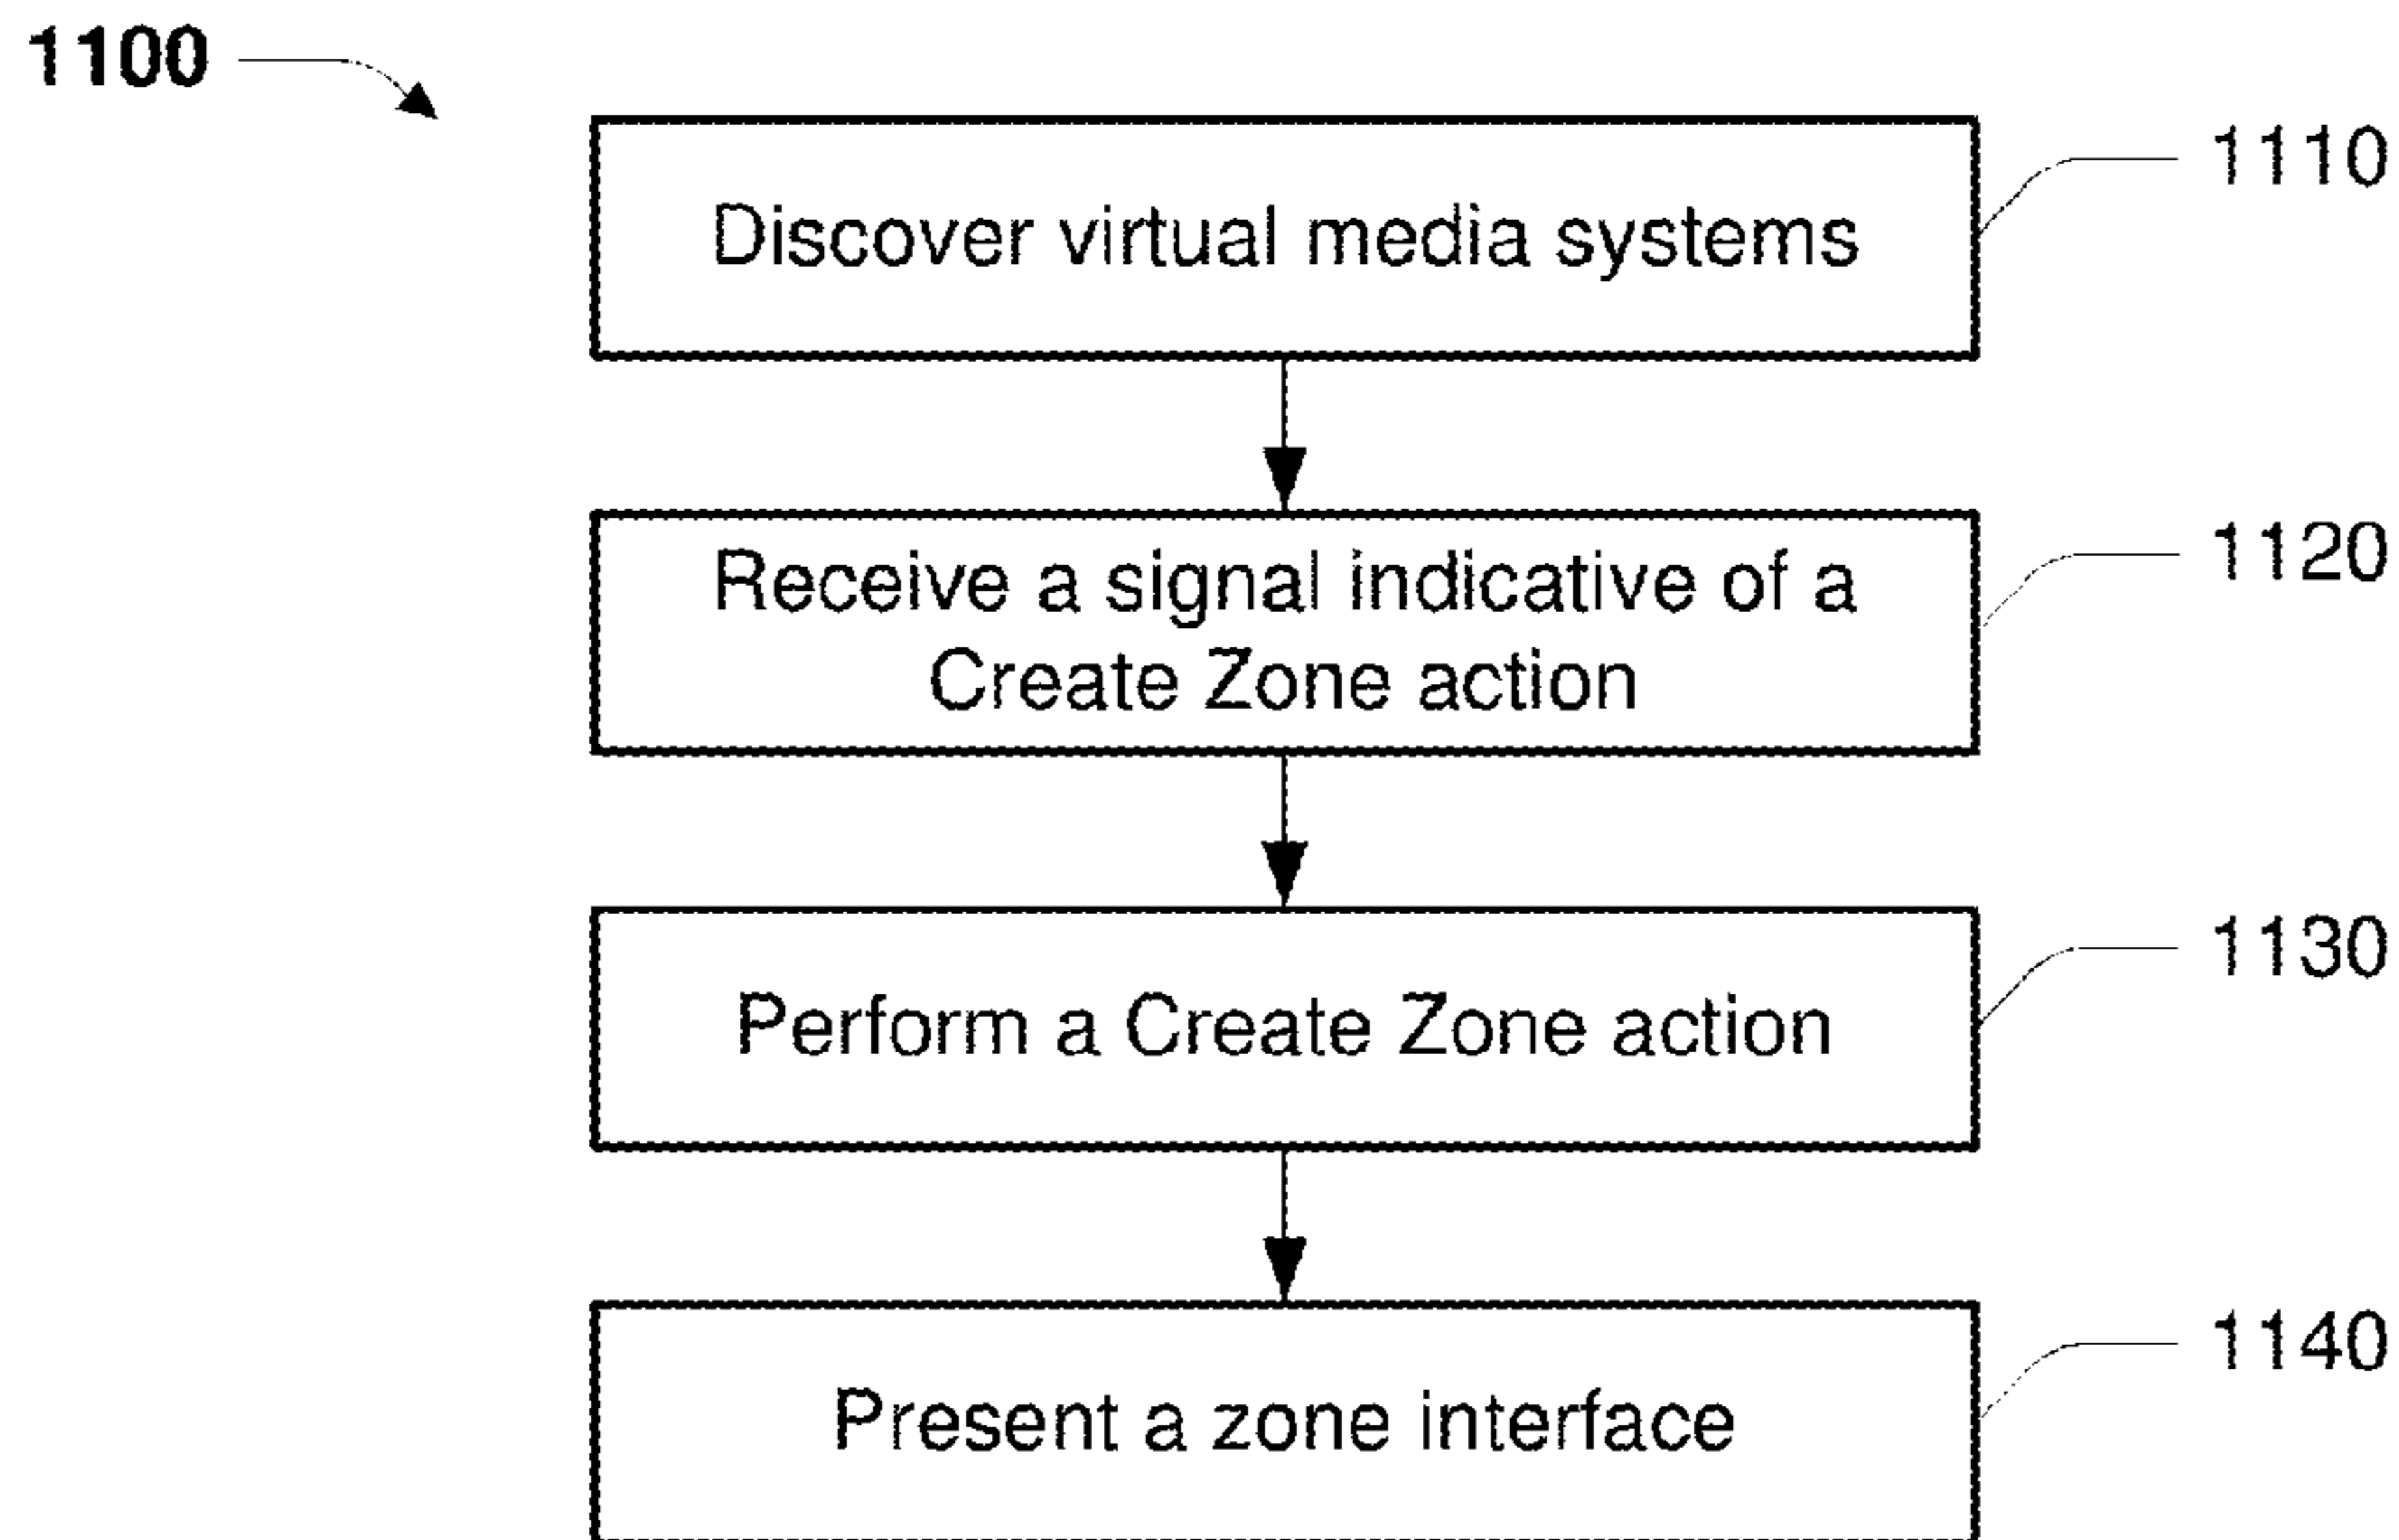 1100
1110
Discover virtual media systems
1120
Receive a signal indicative of a
Create Zone action
1130
Perform a Create Zone action
1140
Present a zone interface